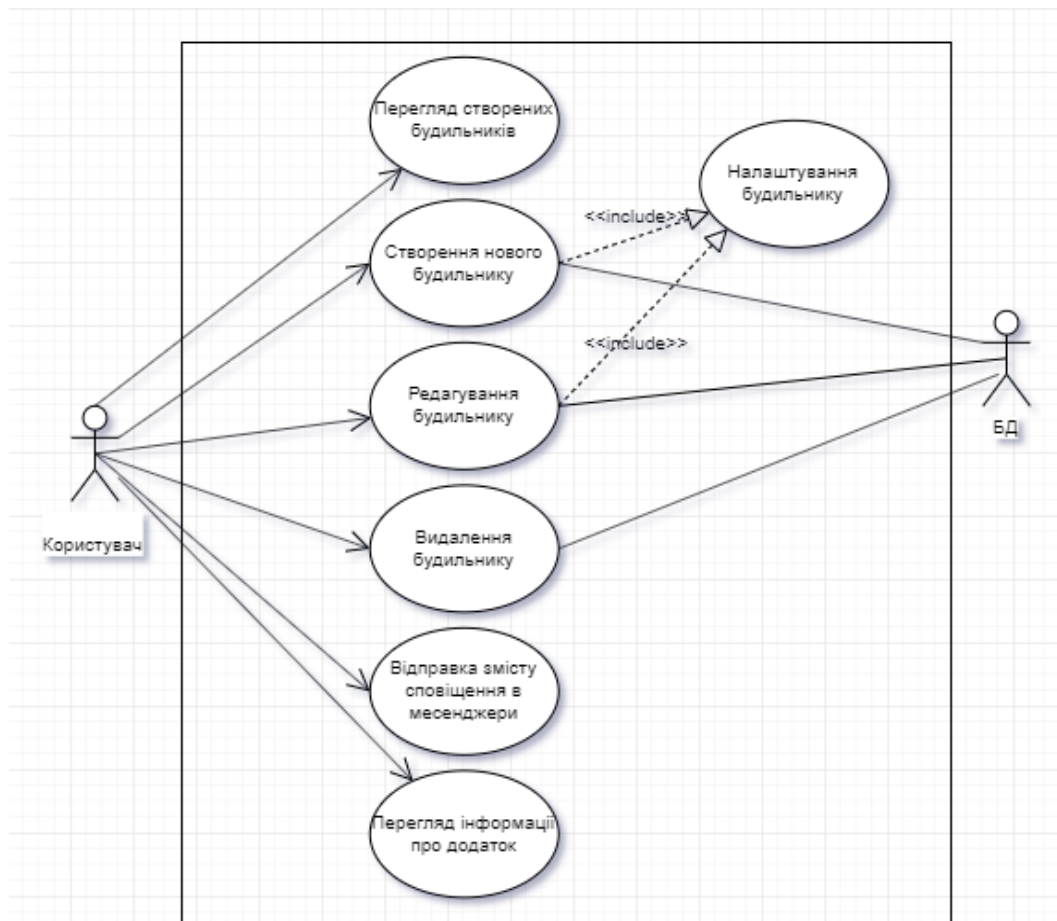 Перегляд створених
будильників
Налаштування
будильнику
<<include>>
Створення нового
будильнику
<<include>>
Редагування
будильнику
БД
Користувач
Видалення
будильнику
Відправка змісту
сповіщення в
месенджери
Перегляд інформації
про додаток